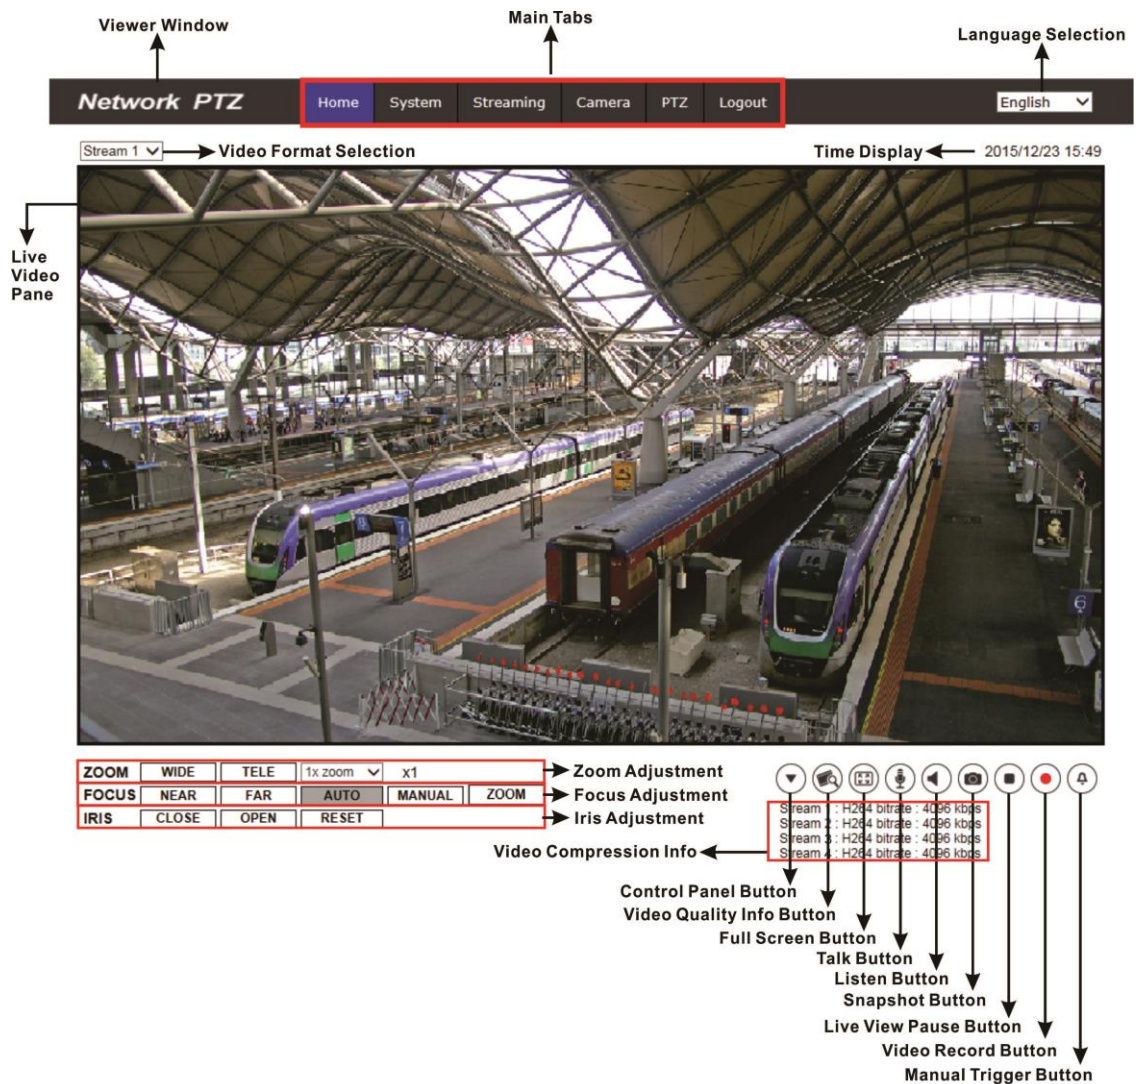 Viewer Window
Main Tabs
Language Selection
Network PTZ
Home System Streaming Camera PTZ Logout
English
Stream 1
Video Format Selection
Time Display
2015/12/23 15:49
Live
Video
Pane
6
ZOOM WIDE TELE 1x zoom x1
Zoom Adjustment
FOCUS NEAR FAR AUTO MANUAL ZOOM
Focus Adjustment
IRIS CLOSE OPEN RESET
Iris Adjustment
Stream 1 : H264 bitrate : 4096 kbps
Stream 2 : H264 bitrate : 4096 kbps
Stream 3 : H264 bitrate : 4096 kbps
Stream 4 : H264 bitrate : 4096 kbps
Video Compression Info
Control Panel Button
Video Quality Info Button
Full Screen Button
Talk Button
Listen Button
Snapshot Button
Live View Pause Button
Video Record Button
Manual Trigger Button